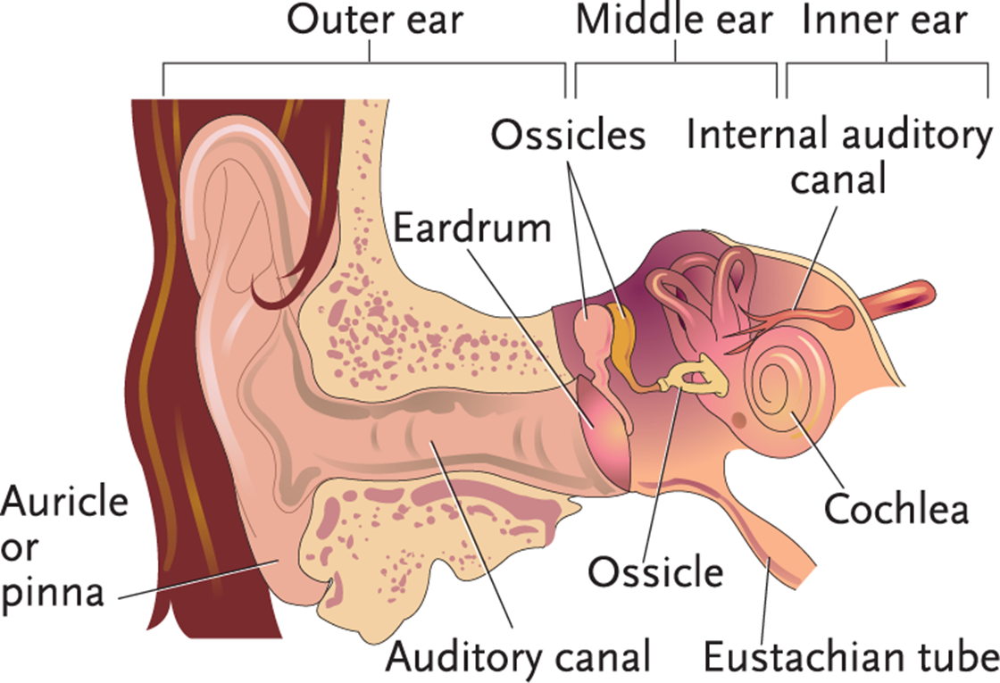 Outer ear
Middle ear
Inner ear
Ossicles
Internal auditory
canal
Eardrum
Auricle
or
pinna
Cochlea
Ossicle
Auditory canal
Eustachian tube